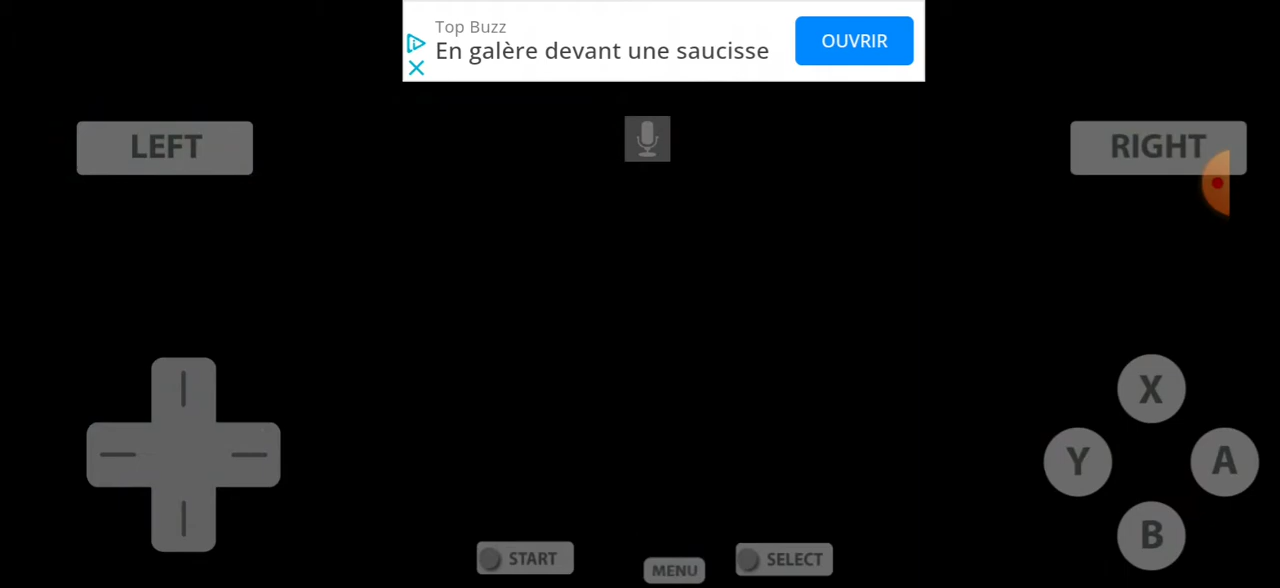 Top Buzz
En galère devant une saucisse
OUVRIR
LEFT
RIGHT
X
Y
A
B
START
SELECT
MENU